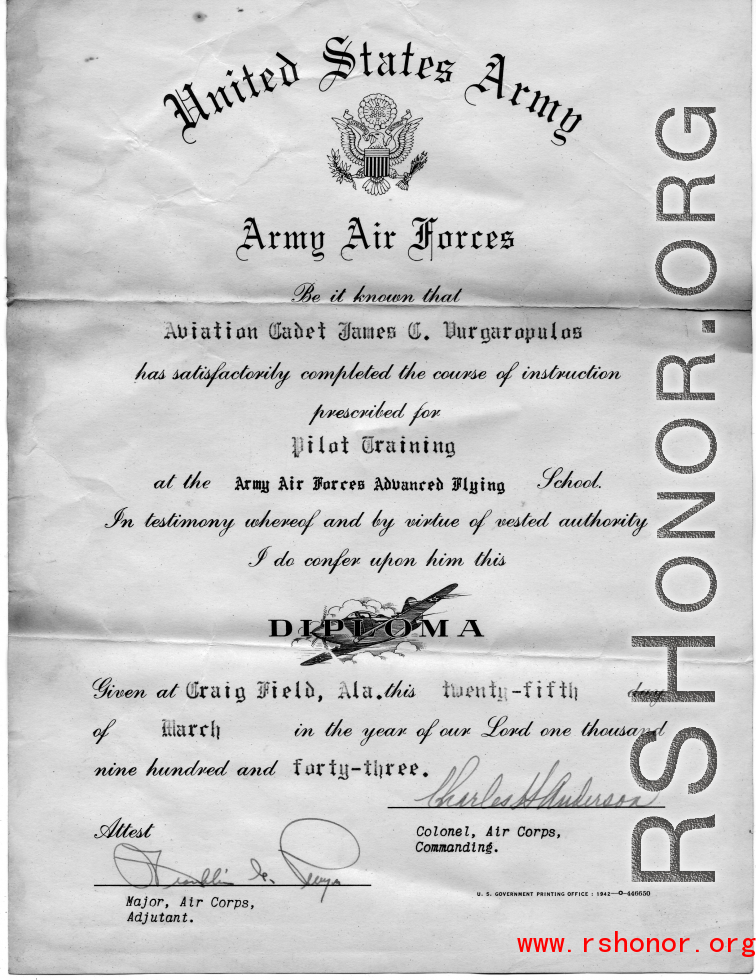 United States Army
Army Air Forces
Be it known that
Aviation Cadet James C. Vurgaropulos
has satisfactorily completed the course of instruction
prescribed for
Pilot Training
at the Army Air Forces Advanced Flying School.
In testimony whereof and by virtue of vested authority
I do confer upon him this
DIPLOMA
Given at Craig Field, Ala. this twenty-fifth day
of March in the year of our Lord one thousand
nine hundred and forty-three.
Charles H Anderson
Colonel, Air Corps,
Commanding.
Attest
Franklin
Major, Air Corps,
Adjutant.
U. S. GOVERNMENT PRINTING OFFICE : 1942—O-446650
RSHONOR.ORG
www.rshonor.org